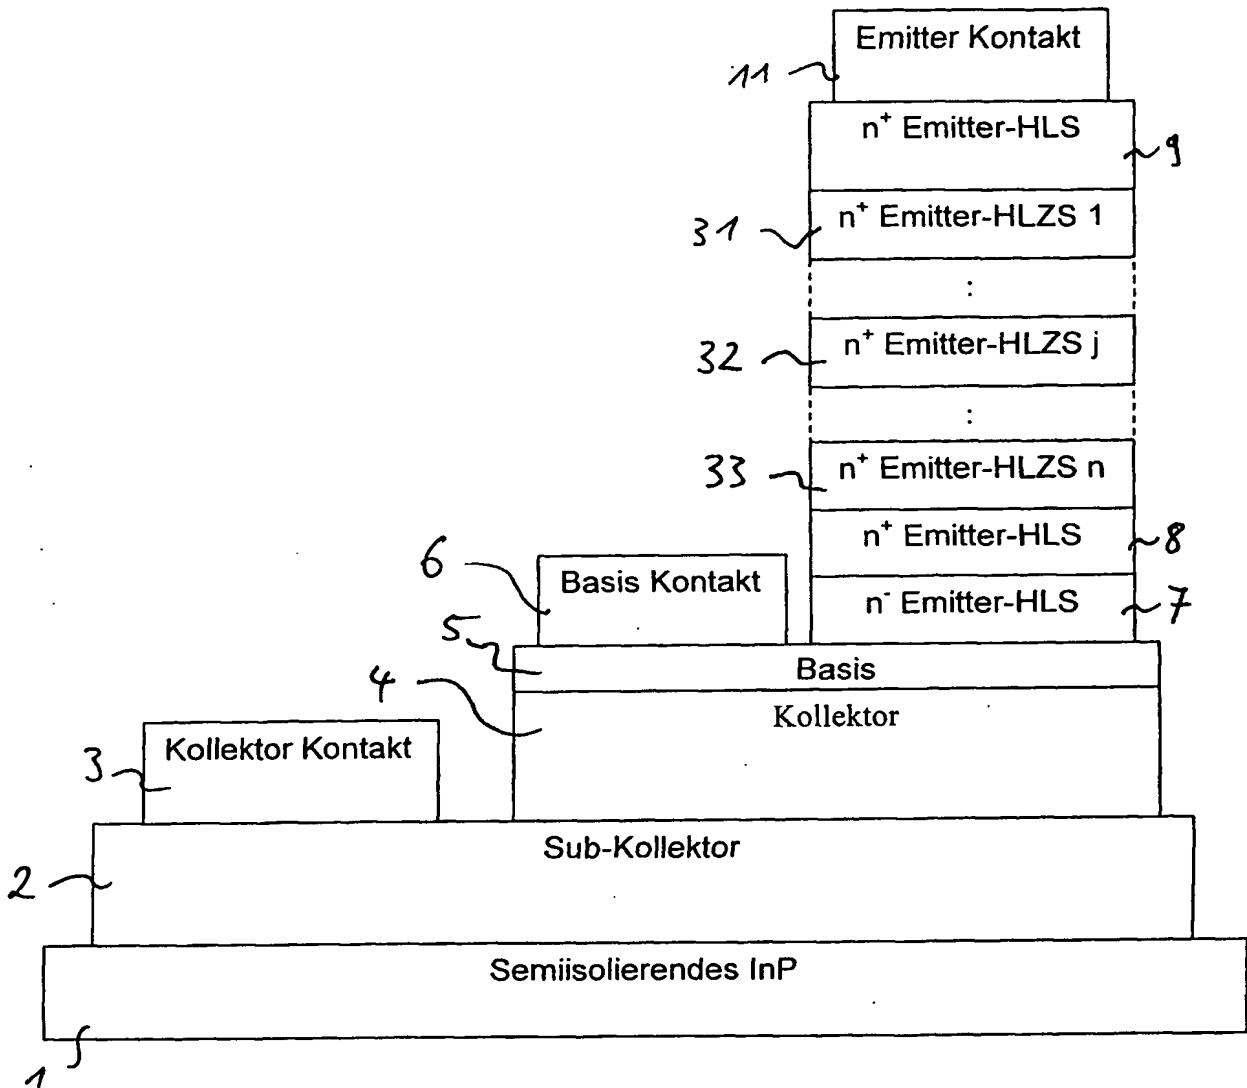 Emitter Kontakt
11
n⁺ Emitter-HLS
9
31
n⁺ Emitter-HLZS 1
:
32
n⁺ Emitter-HLZS j
:
33
n⁺ Emitter-HLZS n
n⁺ Emitter-HLS
8
6
Basis Kontakt
n⁻ Emitter-HLS
7
5
Basis
4
Kollektor
3
Kollektor Kontakt
Sub-Kollektor
2
Semiisolierendes InP
1